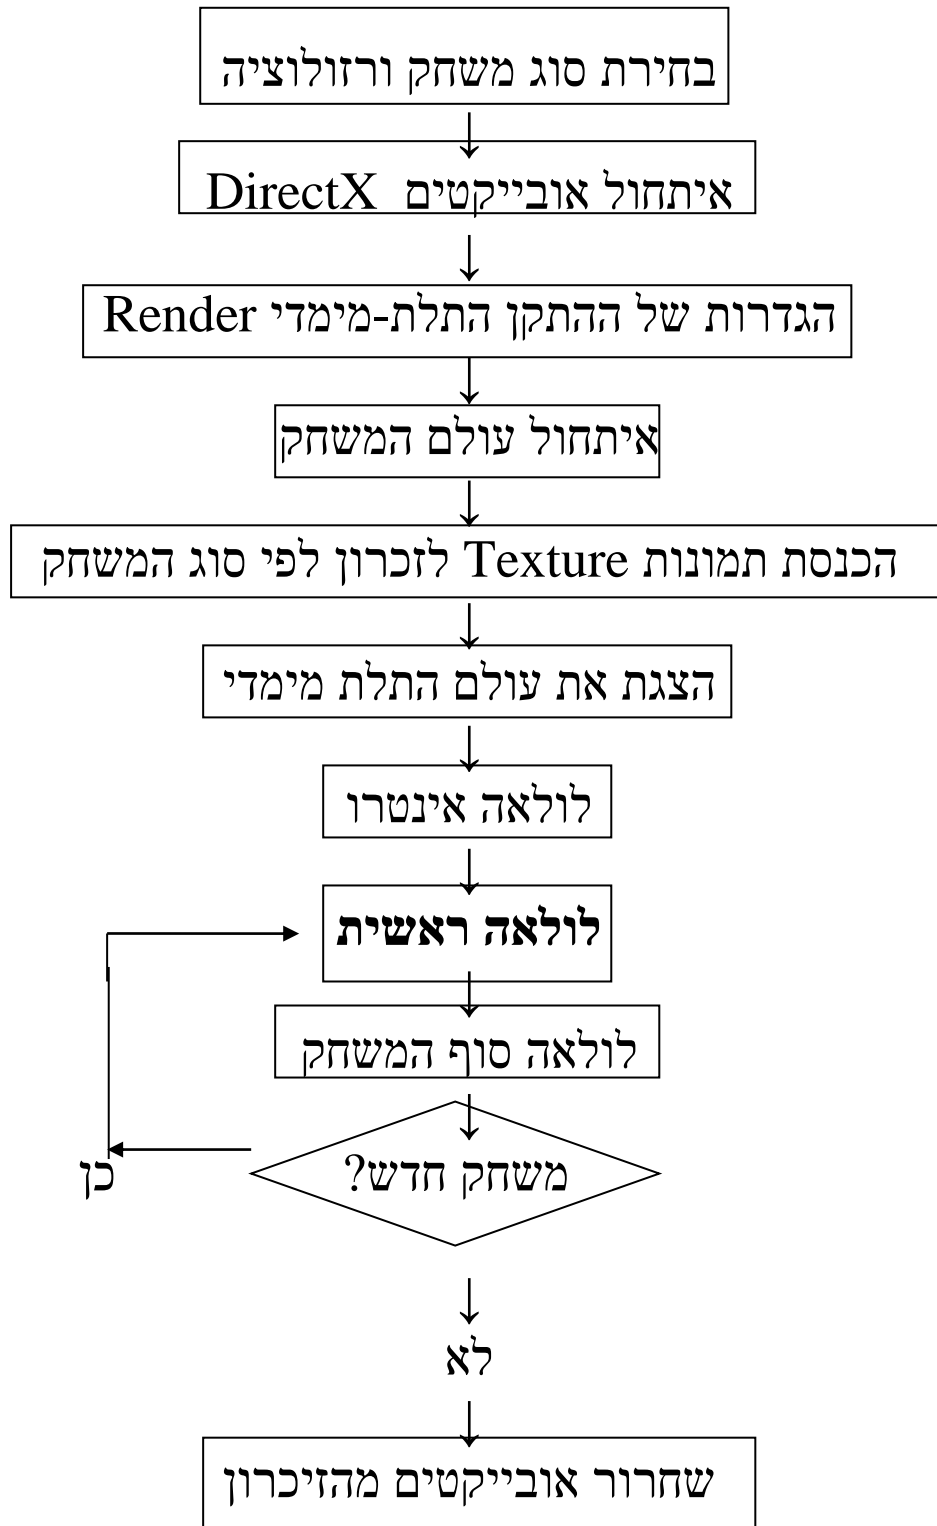 בחירת סוג משחק ורזולוציה
איתחול אובייקטים DirectX
הגדרות של ההתקן התלת-מימדי Render
איתחול עולם המשחק
הכנסת תמונות Texture לזכרון לפי סוג המשחק
הצגת את עולם התלת מימדי
לולאה אינטרו
לולאה ראשית
לולאה סוף המשחק
משחק חדש?
כן
לא
שחרור אובייקטים מהזיכרון